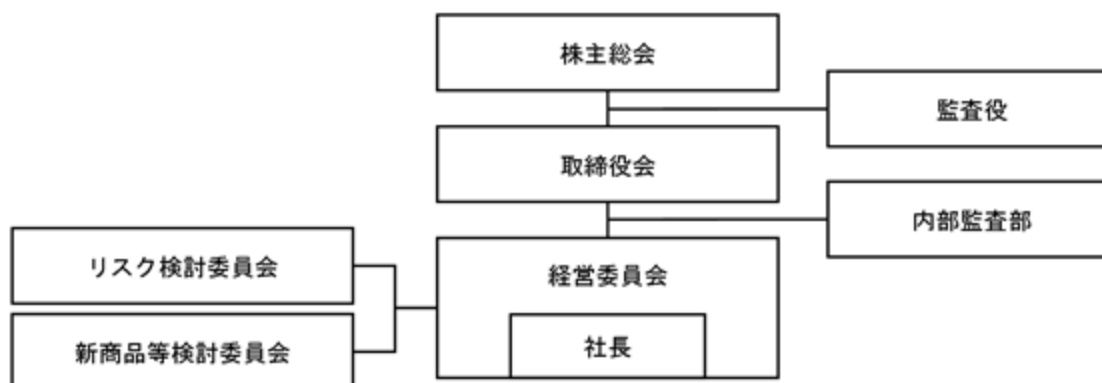 株主総会
監査役
取締役会
内部監査部
リスク検討委員会
経営委員会
新商品等検討委員会
社長